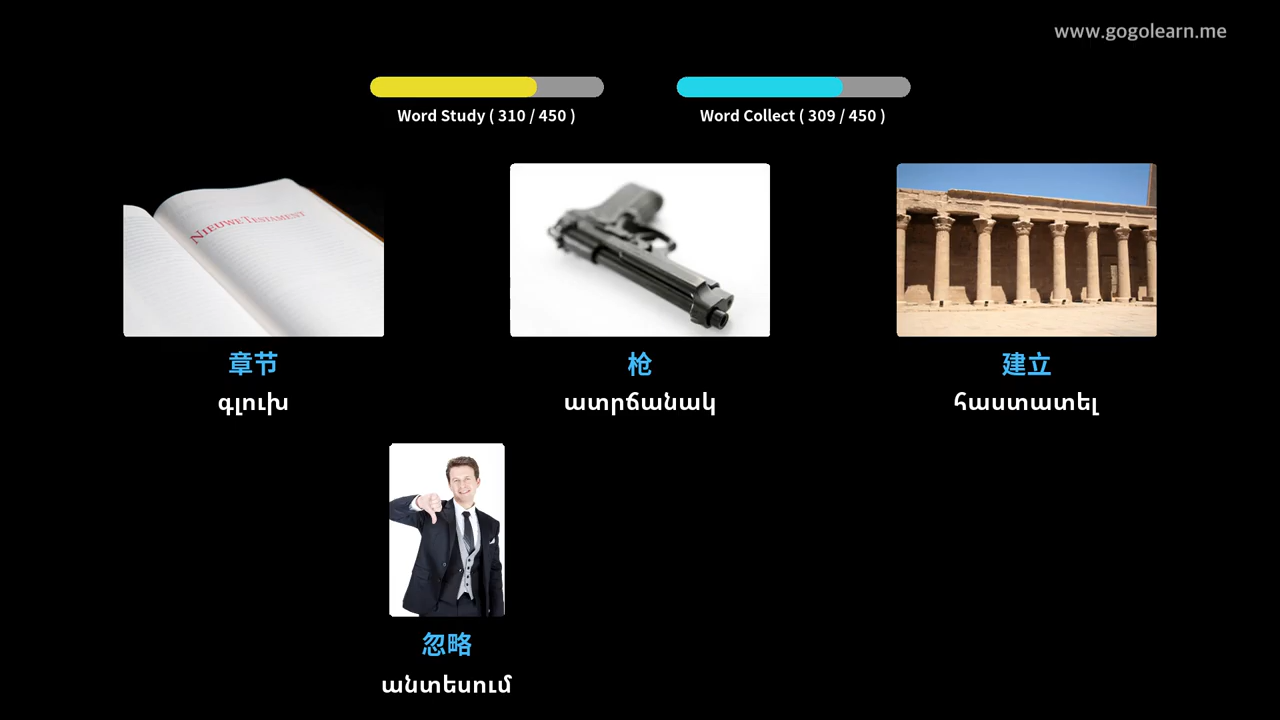 www.gogolearn.me
Word Study ( 310 / 450 )
Word Collect ( 309 / 450 )
NIEUWE TESTAMENT
章节
գլուխ
枪
ատրճանակ
建立
հաստատել
忽略
անտեսում